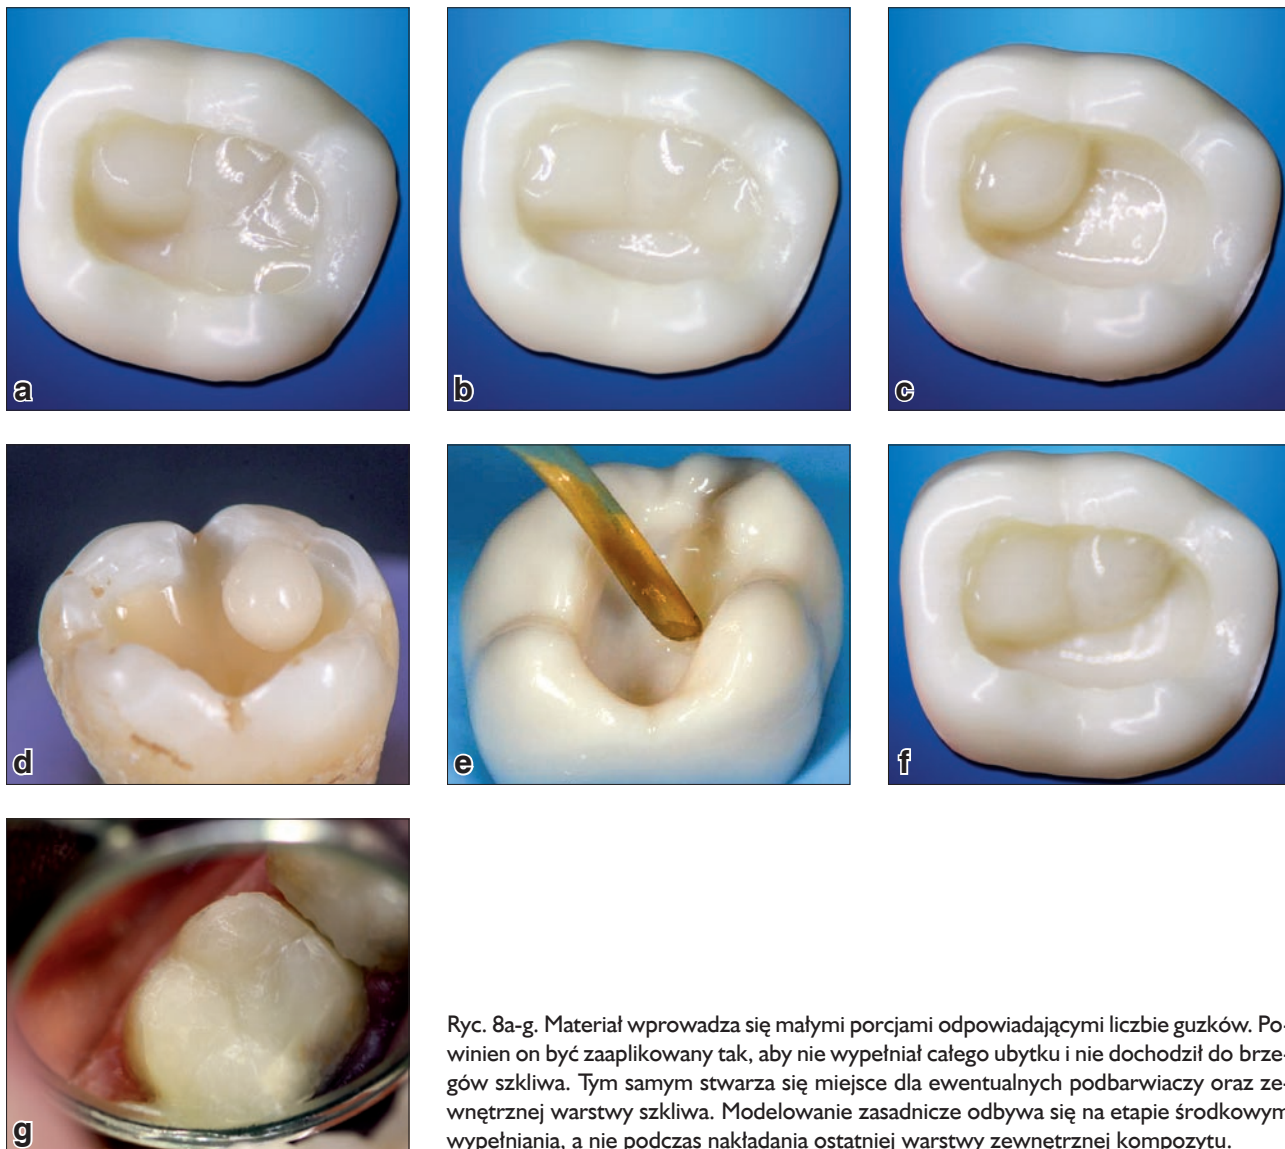 a
b
c
d
e
f
g
Ryc. 8a-g. Materiał wprowadza się małymi porcjami odpowiadającymi liczbie guzków. Po-
winien on być zaaplikowany tak, aby nie wypełniał całego ubytku i nie dochodził do brze-
gów szkliwa. Tym samym stwarza się miejsce dla ewentualnych podbarwiaczy oraz ze-
wnętrznej warstwy szkliwa. Modelowanie zasadnicze odbywa się na etapie środkowym
wypełniania, a nie podczas nakładania ostatniej warstwy zewnętrznej kompozytu.